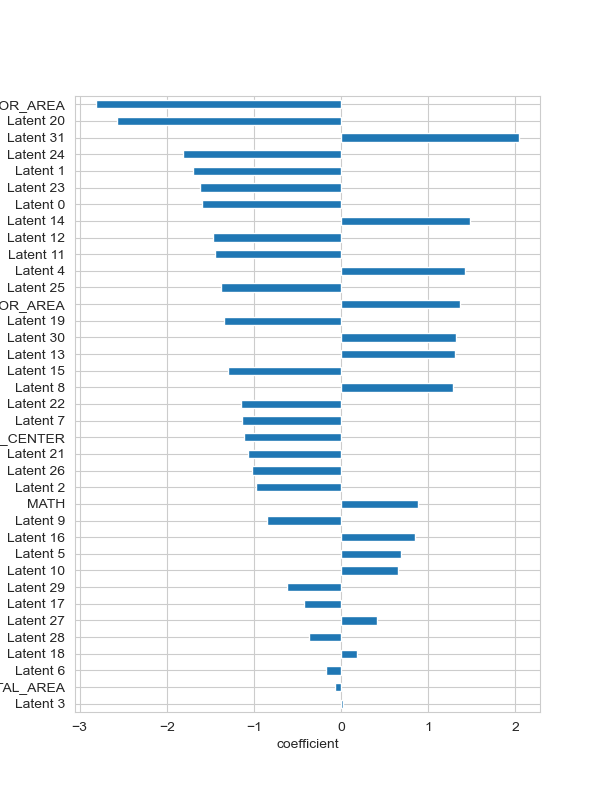 OR_AREA
Latent 20
Latent 31
Latent 24
Latent 1
Latent 23
Latent 0
Latent 14
Latent 12
Latent 11
Latent 4
Latent 25
OR_AREA
Latent 19
Latent 30
Latent 13
Latent 15
Latent 8
Latent 22
Latent 7
_CENTER
Latent 21
Latent 26
Latent 2
MATH
Latent 9
Latent 16
Latent 5
Latent 10
Latent 29
Latent 17
Latent 27
Latent 28
Latent 18
Latent 6
TAL_AREA
Latent 3
−3 −2 −1 0 1 2
coefficient